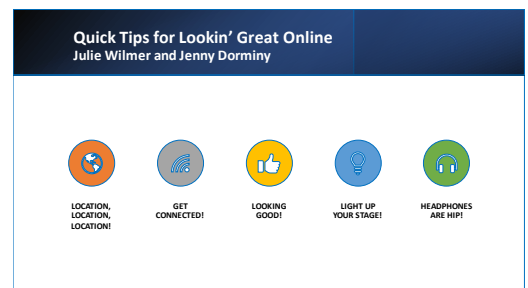 Quick Tips for Lookin’ Great Online
Julie Wilmer and Jenny Dorminy
LOCATION,
LOCATION,
LOCATION!
GET
CONNECTED!
LOOKING
GOOD!
LIGHT UP
YOUR STAGE!
HEADPHONES
ARE HIP!